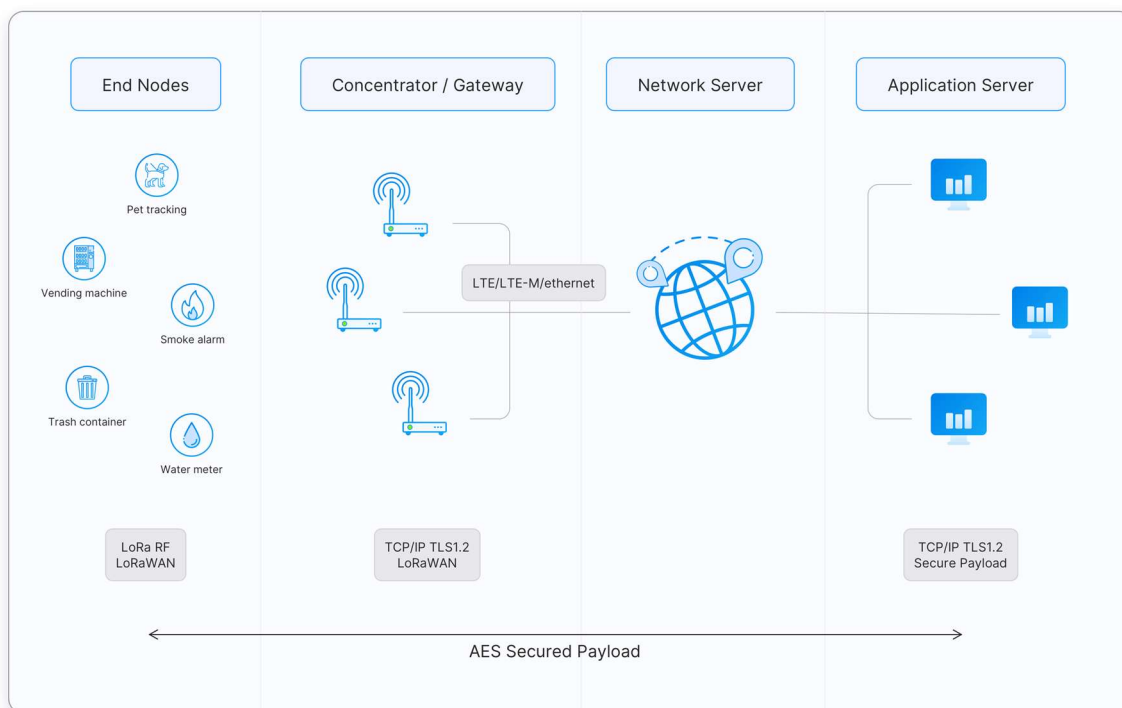 End Nodes
Concentrator / Gateway
Network Server
Application Server
Pet tracking
Vending machine
Smoke alarm
Trash container
Water meter
LTE/LTE-M/ethernet
LoRa RF
LoRaWAN
TCP/IP TLS1.2
LoRaWAN
TCP/IP TLS1.2
Secure Payload
AES Secured Payload